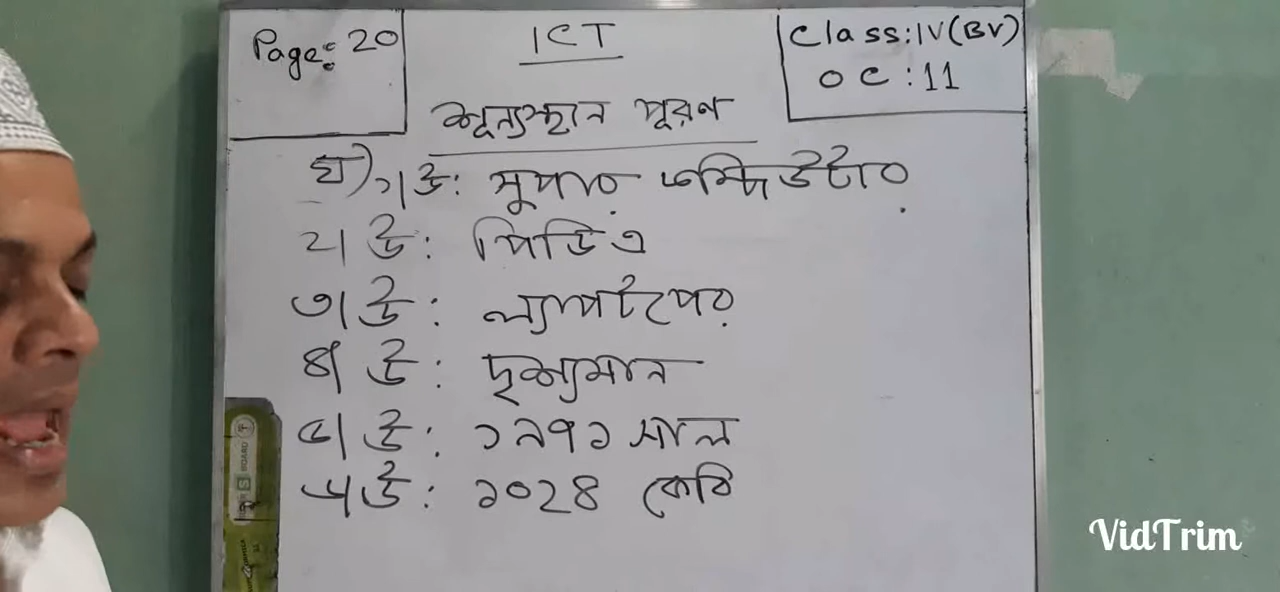 Page: 20
ICT
Class: IV(BV)
OC: 11
শূন্যস্থান পূরণ
ঘ) ১। উ: সুপার কম্পিউটার
২। উ: পিডিএ
৩। উ: ল্যাপটপের
৪। উ: দৃশ্যমান
৫। উ: ১৯৭১ সাল
৬। উ: ১০২৪ কেবি
VidTrim